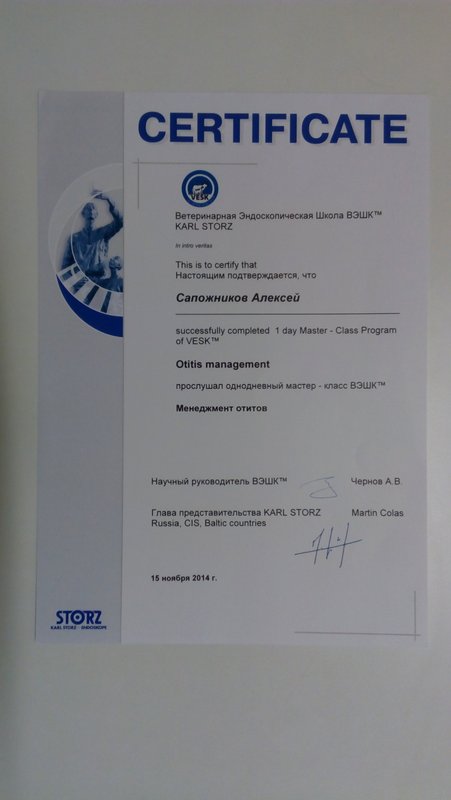 CERTIFICATE
VESK
Ветеринарная Эндоскопическая Школа ВЭШК™
KARL STORZ
In intro veritas
This is to certify that
Настоящим подтверждается, что
Сапожников Алексей
successfully completed 1 day Master - Class Program
of VESK™
Otitis management
прослушал однодневный мастер - класс ВЭШК™
Менеджмент отитов
Научный руководитель ВЭШК™ Чернов А.В.
Глава представительства KARL STORZ Martin Colas
Russia, CIS, Baltic countries
15 ноября 2014 г.
STORZ
KARL STORZ - ENDOSKOPE